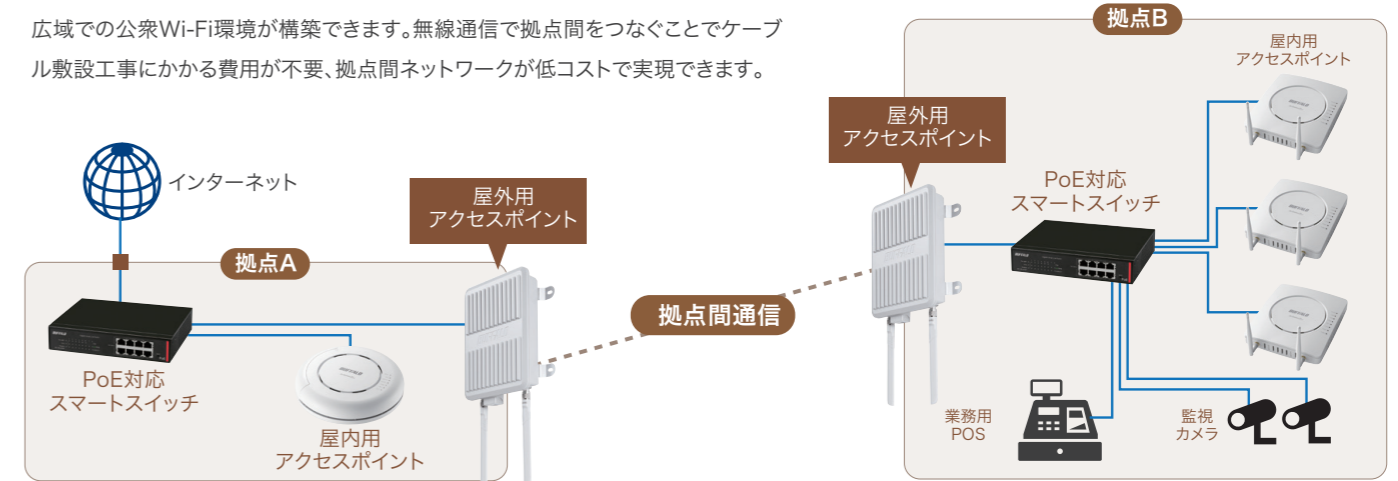 広域での公衆Wi-Fi環境が構築できます。無線通信で拠点間をつなぐことでケーブ
ル敷設工事にかかる費用が不要、拠点間ネットワークが低コストで実現できます。
インターネット
拠点A
屋外用
アクセスポイント
PoE対応
スマートスイッチ
屋内用
アクセスポイント
拠点間通信
拠点B
屋外用
アクセスポイント
PoE対応
スマートスイッチ
屋内用
アクセスポイント
業務用
POS
監視
カメラ